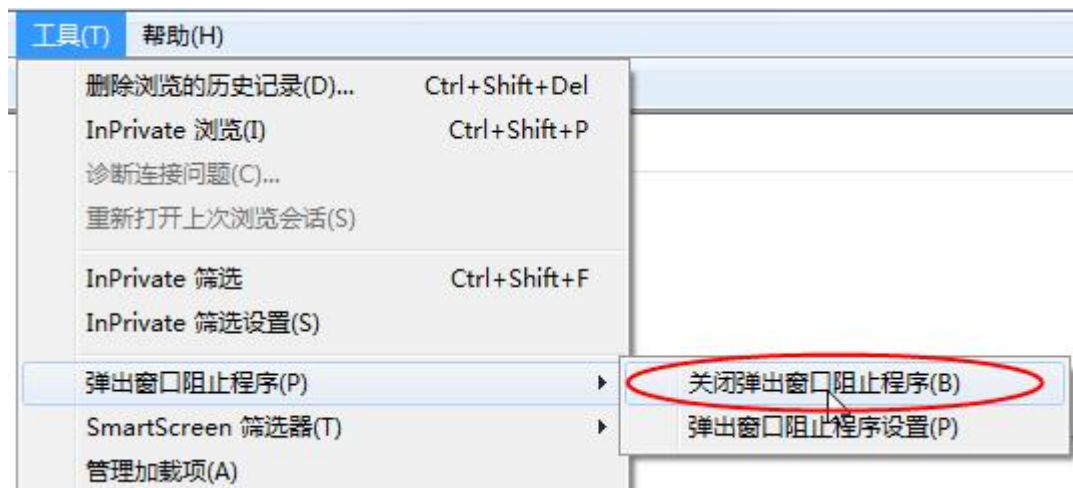 工具(T) 帮助(H)
删除浏览的历史记录(D)... Ctrl+Shift+Del
InPrivate 浏览(I) Ctrl+Shift+P
诊断连接问题(C)...
重新打开上次浏览会话(S)
InPrivate 筛选 Ctrl+Shift+F
InPrivate 筛选设置(S)
弹出窗口阻止程序(P) 关闭弹出窗口阻止程序(B)
SmartScreen 筛选器(T) 弹出窗口阻止程序设置(P)
管理加载项(A)